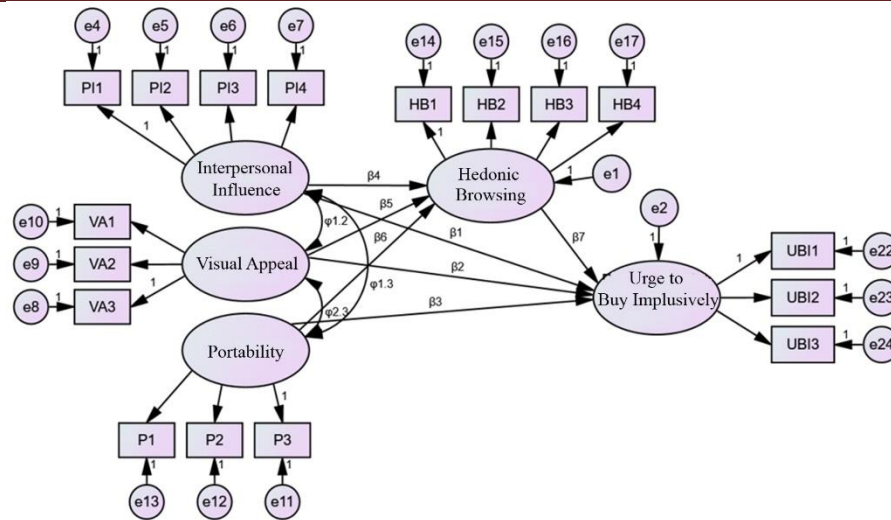 e4 e5 e6 e7
1 1 1 1
PI1 PI2 PI3 PI4
1
Interpersonal
Influence
e14 e15 e16 e17
1 1 1 1
HB1 HB2 HB3 HB4
1
Hedonic
Browsing
1 e1
β4
β5
β6
φ1.2
β1
β7
e2
1
e10 1 VA1
e9 1 VA2
e8 1 VA3
1
Visual Appeal
β2
φ1.3
φ2.3
β3
Urge to
Buy Implusively
1 UBI1 1 e22
UBI2 1 e23
UBI3 1 e24
Portability
1
P1 P2 P3
1 1 1
e13 e12 e11